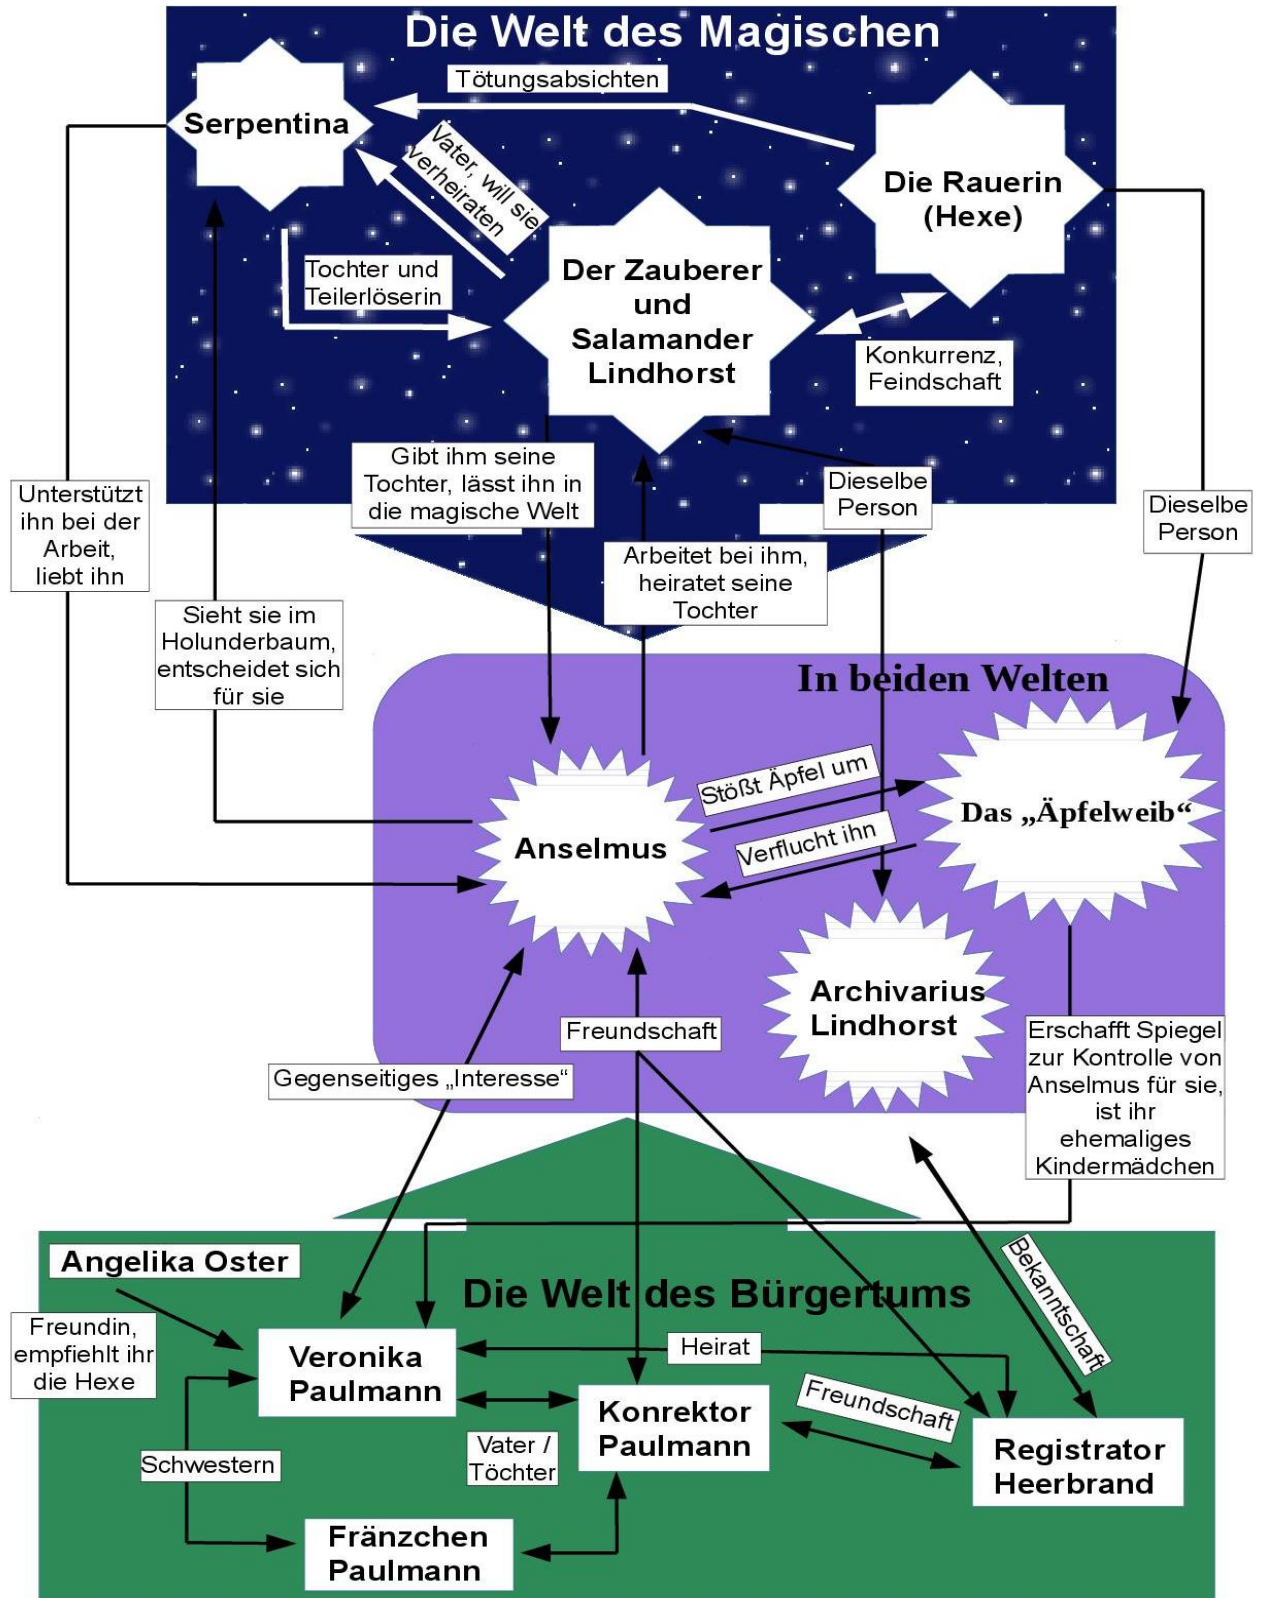 Die Welt des Magischen
Tötungsabsichten
Serpentina
Vater, will sie
verheiraten
Die Rauerin
(Hexe)
Tochter und
Teilerlöserin
Der Zauberer
und
Salamander
Lindhorst
Konkurrenz,
Feindschaft
Gibt ihm seine
Tochter, lässt ihn in
die magische Welt
Dieselbe
Person
Unterstützt
ihn bei der
Arbeit,
liebt ihn
Dieselbe
Person
Arbeitet bei ihm,
heiratet seine
Tochter
Sieht sie im
Holunderbaum,
entscheidet sich
für sie
In beiden Welten
Stößt Äpfel um
Das „Äpfelweib“
Anselmus
Verflucht ihn
Archivarius
Lindhorst
Freundschaft
Erschafft Spiegel
zur Kontrolle von
Anselmus für sie,
ist ihr
ehemaliges
Kindermädchen
Gegenseitiges „Interesse“
Angelika Oster
Die Welt des Bürgertums
Bekanntschaft
Freundin,
empfiehlt ihr
die Hexe
Veronika
Paulmann
Heirat
Konrektor
Paulmann
Freundschaft
Registrator
Heerbrand
Schwestern
Vater /
Töchter
Fränzchen
Paulmann